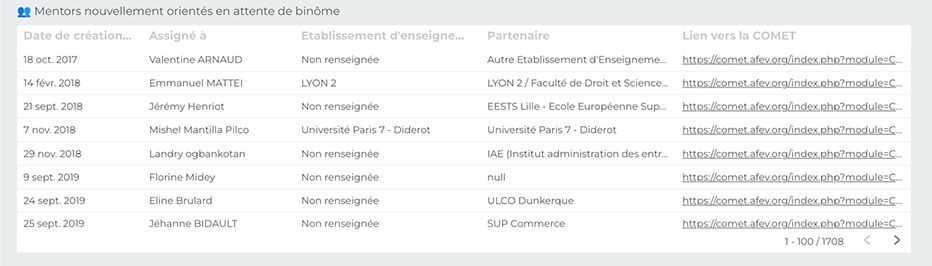 👥 Mentors nouvellement orientés en attente de binôme
Date de création... Assigné à Etablissement d'enseigne... Partenaire Lien vers la COMET
18 oct. 2017 Valentine ARNAUD Non renseignée Autre Etablissement d'Enseigneme... https://comet.afev.org/index.php?module=C...
14 févr. 2018 Emmanuel MATTEI LYON 2 LYON 2 / Faculté de Droit et Science... https://comet.afev.org/index.php?module=C...
21 sept. 2018 Jérémy Henriot Non renseignée EESTS Lille - Ecole Européenne Sup... https://comet.afev.org/index.php?module=C...
7 nov. 2018 Mishel Mantilla Pilco Université Paris 7 - Diderot Université Paris 7 - Diderot https://comet.afev.org/index.php?module=C...
29 nov. 2018 Landry ogbankotan Non renseignée IAE (Institut administration des entr... https://comet.afev.org/index.php?module=C...
9 sept. 2019 Florine Midey Non renseignée null https://comet.afev.org/index.php?module=C...
24 sept. 2019 Eline Brulard Non renseignée ULCO Dunkerque https://comet.afev.org/index.php?module=C...
25 sept. 2019 Jéhanne BIDAULT Non renseignée SUP Commerce https://comet.afev.org/index.php?module=C...
1 - 100 / 1708 < >